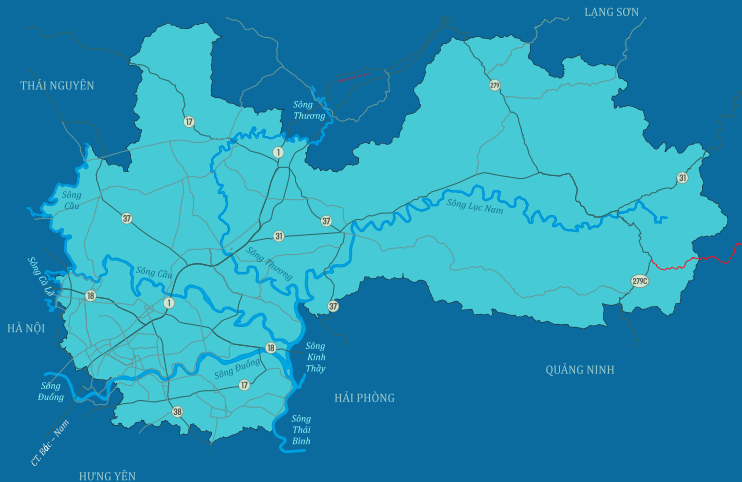 LẠNG SƠN
THÁI NGUYÊN
279
Sông
Thương
17
1
31
Sông
Cầu
Sông Lục Nam
37
37
31
Sông Thương
Sông Cà Lồ
Sông Cầu
279C
18
1
37
HÀ NỘI
18
Sông
Kinh
Thầy
Sông Đuống
QUẢNG NINH
Sông
Đuống
17
HẢI PHÒNG
38
Sông
Thái
Bình
CT. Bắc – Nam
HƯNG YÊN